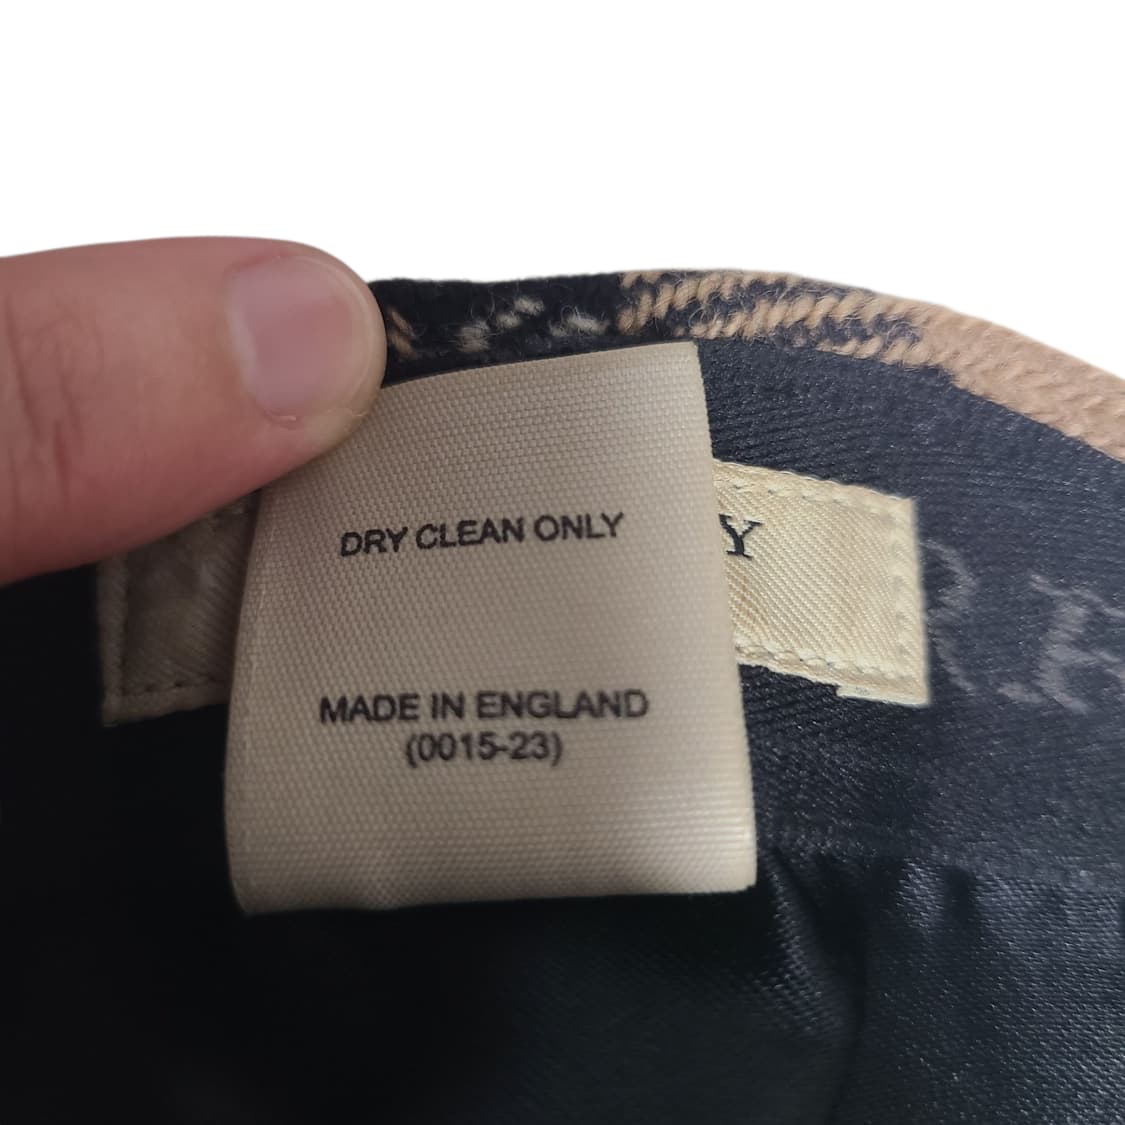 DRY CLEAN ONLY
Y
MADE IN ENGLAND
(0015-23)